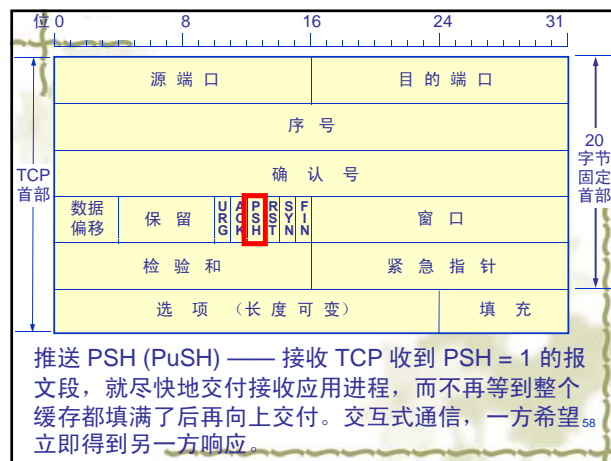 位 0 8 16 24 31
源 端 口 目 的 端 口
序 号
TCP
首部
20
字节
固定
首部
确 认 号
数据
偏移
保 留
URG ACK PSH RST SYN FIN
窗 口
检 验 和 紧 急 指 针
选 项 （长 度 可 变） 填 充
推送 PSH (PuSH) —— 接收 TCP 收到 PSH = 1 的报
文段，就尽快地交付接收应用进程，而不再等到整个
缓存都填满了后再向上交付。交互式通信，一方希望
立即得到另一方响应。
58